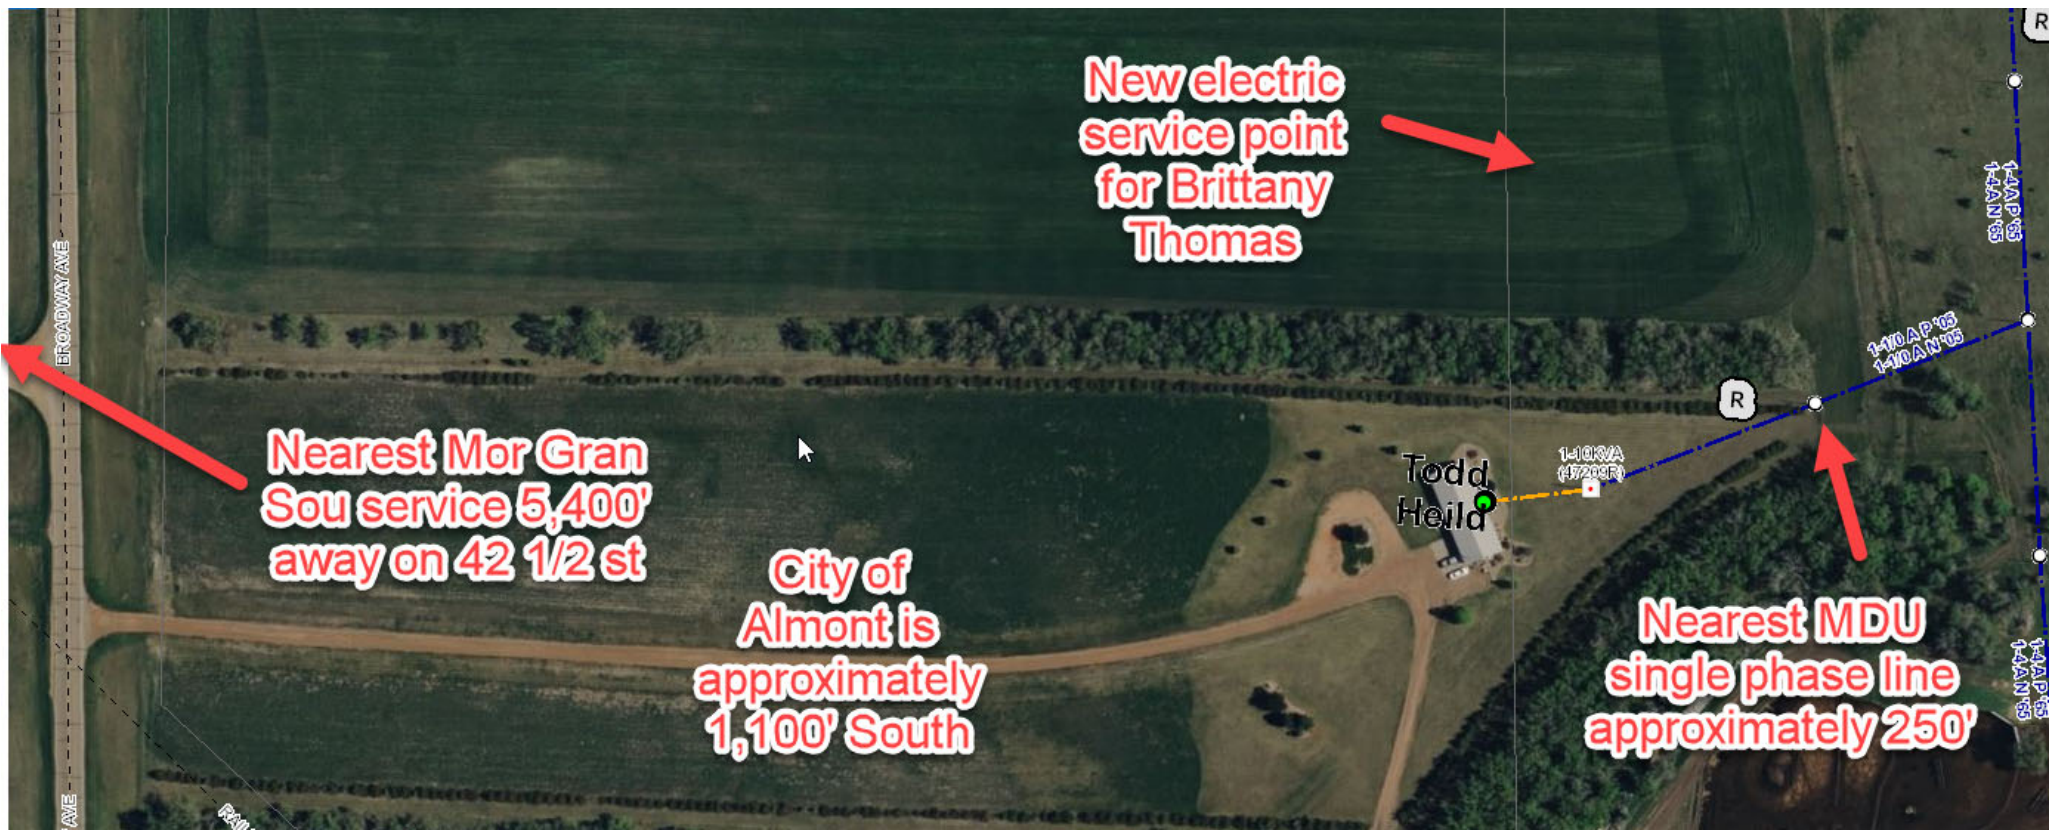 R
New electric
service point
for Brittany
Thomas
1-4 A P '65
1-4 A N '65
BROADWAY AVE
1-1/0 A P '05
1-1/0 A N '05
R
Nearest Mor Gran
Sou service 5,400'
away on 42 1/2 st
1-10KVA
(47209R)
Todd
Heild
City of
Almont is
approximately
1,100' South
Nearest MDU
single phase line
approximately 250'
1-4 A P '65
1-4 A N '65
AVE